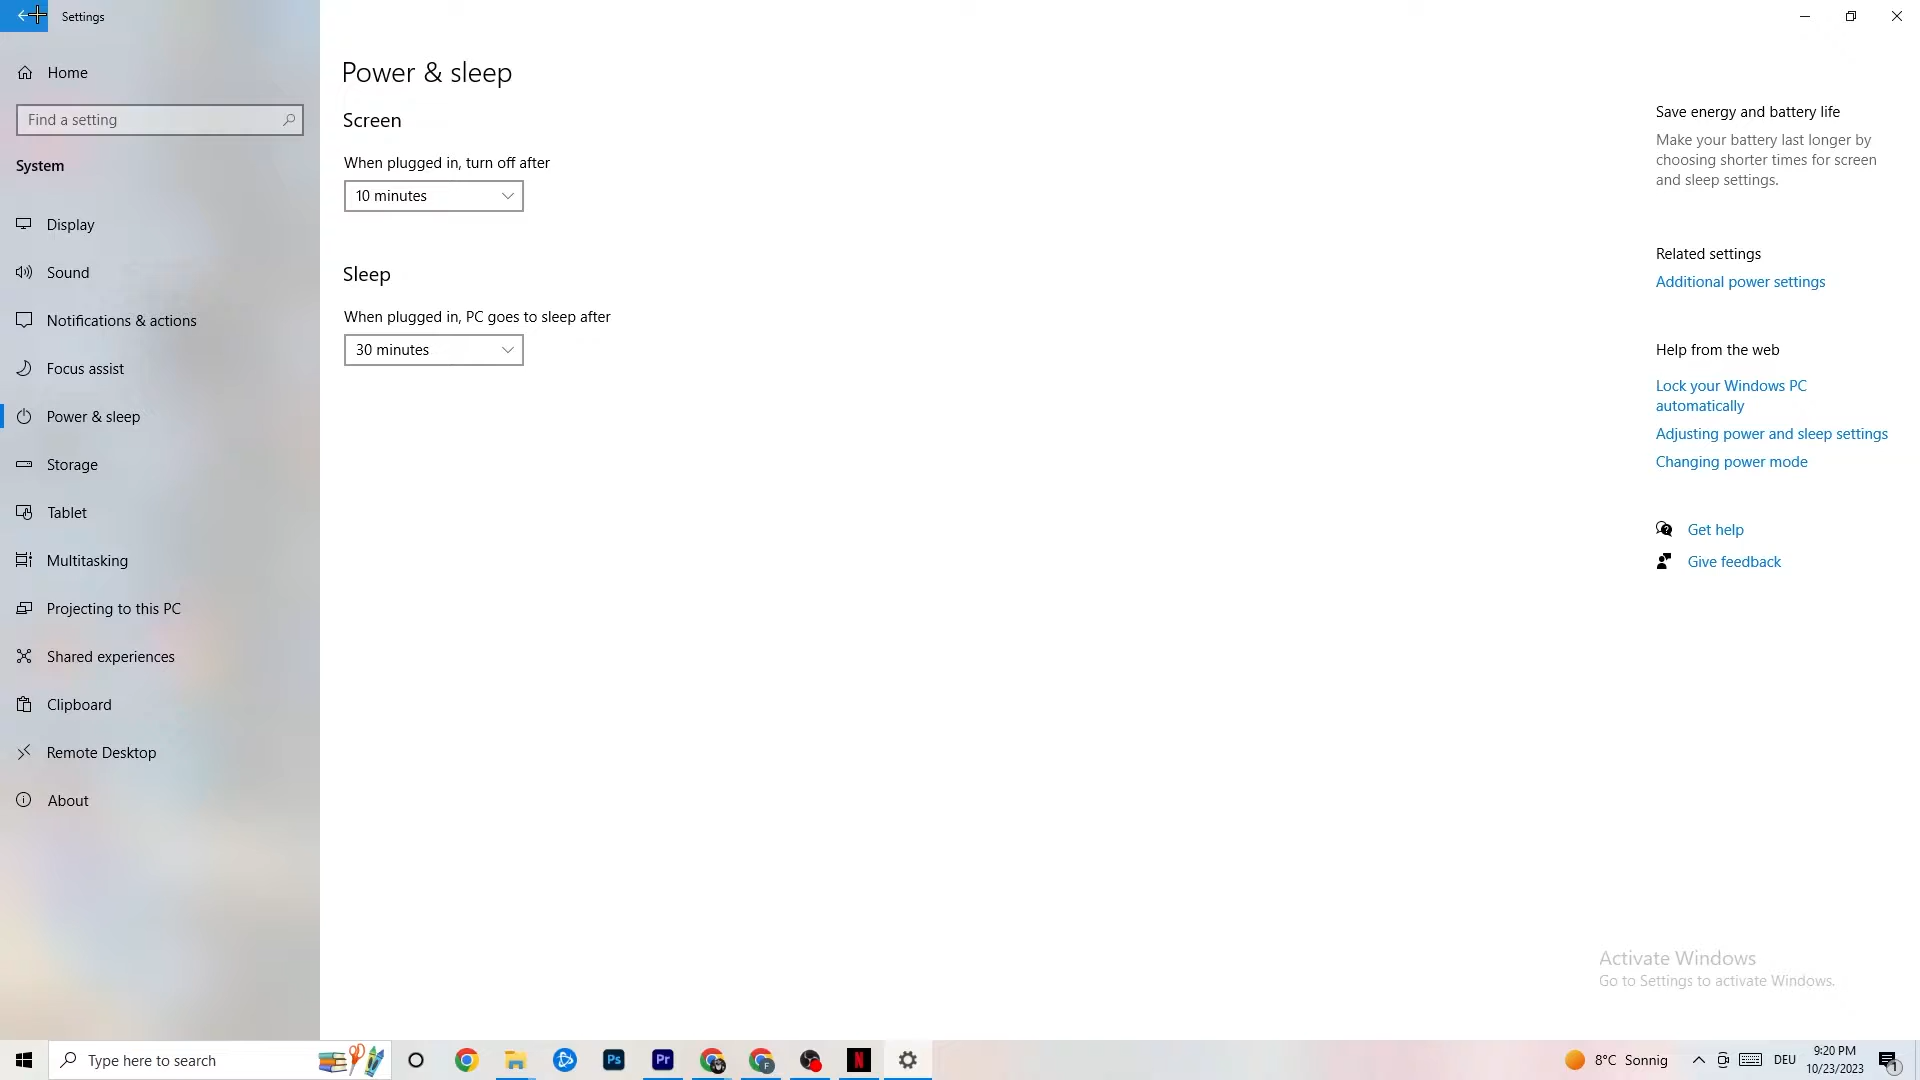 Settings
Home
Find a setting
System
Display
Sound
Notifications & actions
Focus assist
Power & sleep
Storage
Tablet
Multitasking
Projecting to this PC
Shared experiences
Clipboard
Remote Desktop
About
Power & sleep
Screen
When plugged in, turn off after
10 minutes
Sleep
When plugged in, PC goes to sleep after
30 minutes
Save energy and battery life
Make your battery last longer by
choosing shorter times for screen
and sleep settings.
Related settings
Additional power settings
Help from the web
Lock your Windows PC
automatically
Adjusting power and sleep settings
Changing power mode
Get help
Give feedback
Activate Windows
Go to Settings to activate Windows.
Type here to search
Ps
Pr
F
N
8°C Sonnig
DEU
9:20 PM
10/23/2023
1